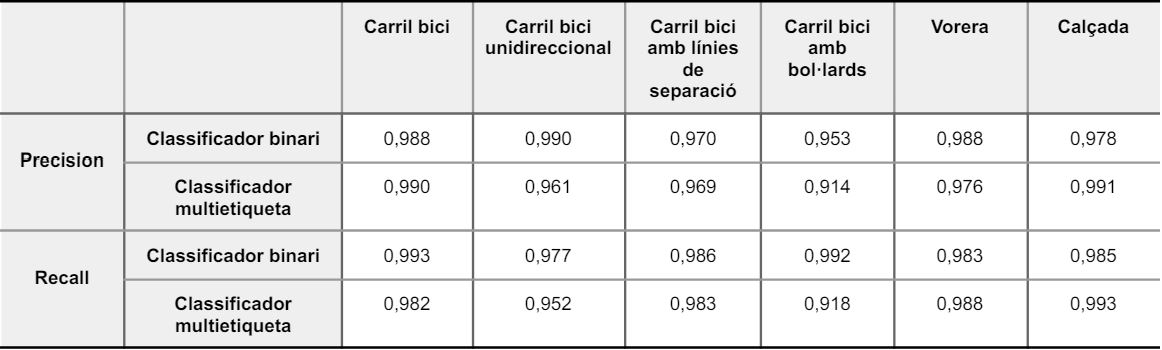 Carril bici
Carril bici
unidireccional
Carril bici
amb línies
de
separació
Carril bici
amb
bol·lards
Vorera
Calçada
Precision
Classificador binari
0,988
0,990
0,970
0,953
0,988
0,978
Classificador
multietiqueta
0,990
0,961
0,969
0,914
0,976
0,991
Recall
Classificador binari
0,993
0,977
0,986
0,992
0,983
0,985
Classificador
multietiqueta
0,982
0,952
0,983
0,918
0,988
0,993